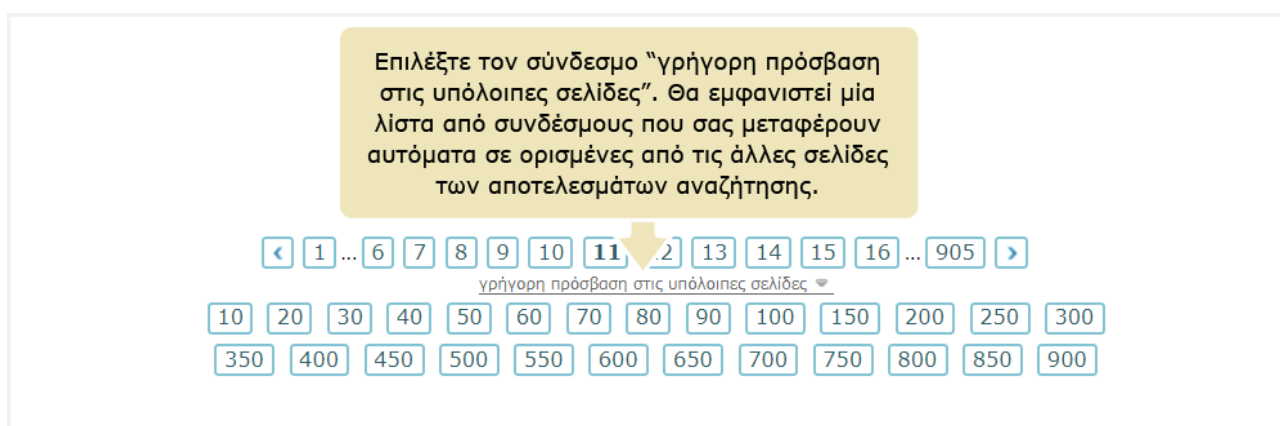 Επιλέξτε τον σύνδεσμο “γρήγορη πρόσβαση
στις υπόλοιπες σελίδες”. Θα εμφανιστεί μία
λίστα από συνδέσμους που σας μεταφέρουν
αυτόματα σε ορισμένες από τις άλλες σελίδες
των αποτελεσμάτων αναζήτησης.
‹ 1 ... 6 7 8 9 10 11 2 13 14 15 16 ... 905 ›
γρήγορη πρόσβαση στις υπόλοιπες σελίδες
10 20 30 40 50 60 70 80 90 100 150 200 250 300
350 400 450 500 550 600 650 700 750 800 850 900